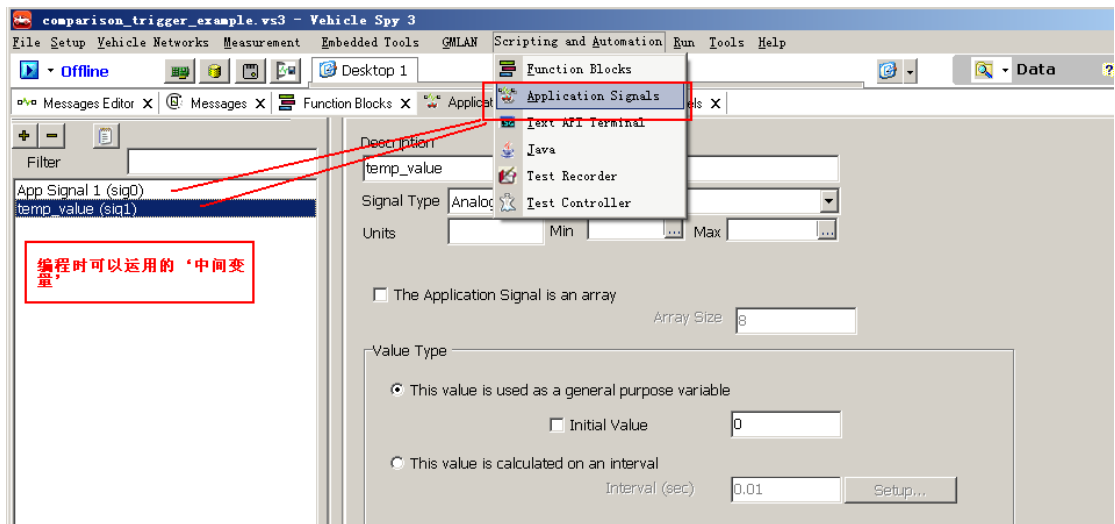 comparison_trigger_example.vs3 - Vehicle Spy 3
File Setup Vehicle Networks Measurement Embedded Tools GMLAN Scripting and Automation Run Tools Help
Offline Desktop 1 Data ?
Messages Editor X Messages X Function Blocks X Applicat els X
Function Blocks
Application Signals
Text API Terminal
Java
Test Recorder
Test Controller
Filter
App Signal 1 (sig0)
temp_value (sig1)
编程时可以运用的‘中间变
量’
Description
temp_value
Signal Type Analog
Units Min ... Max ...
The Application Signal is an array
Array Size 8
Value Type
This value is used as a general purpose variable
Initial Value 0
This value is calculated on an interval
Interval (sec) 0.01 Setup...